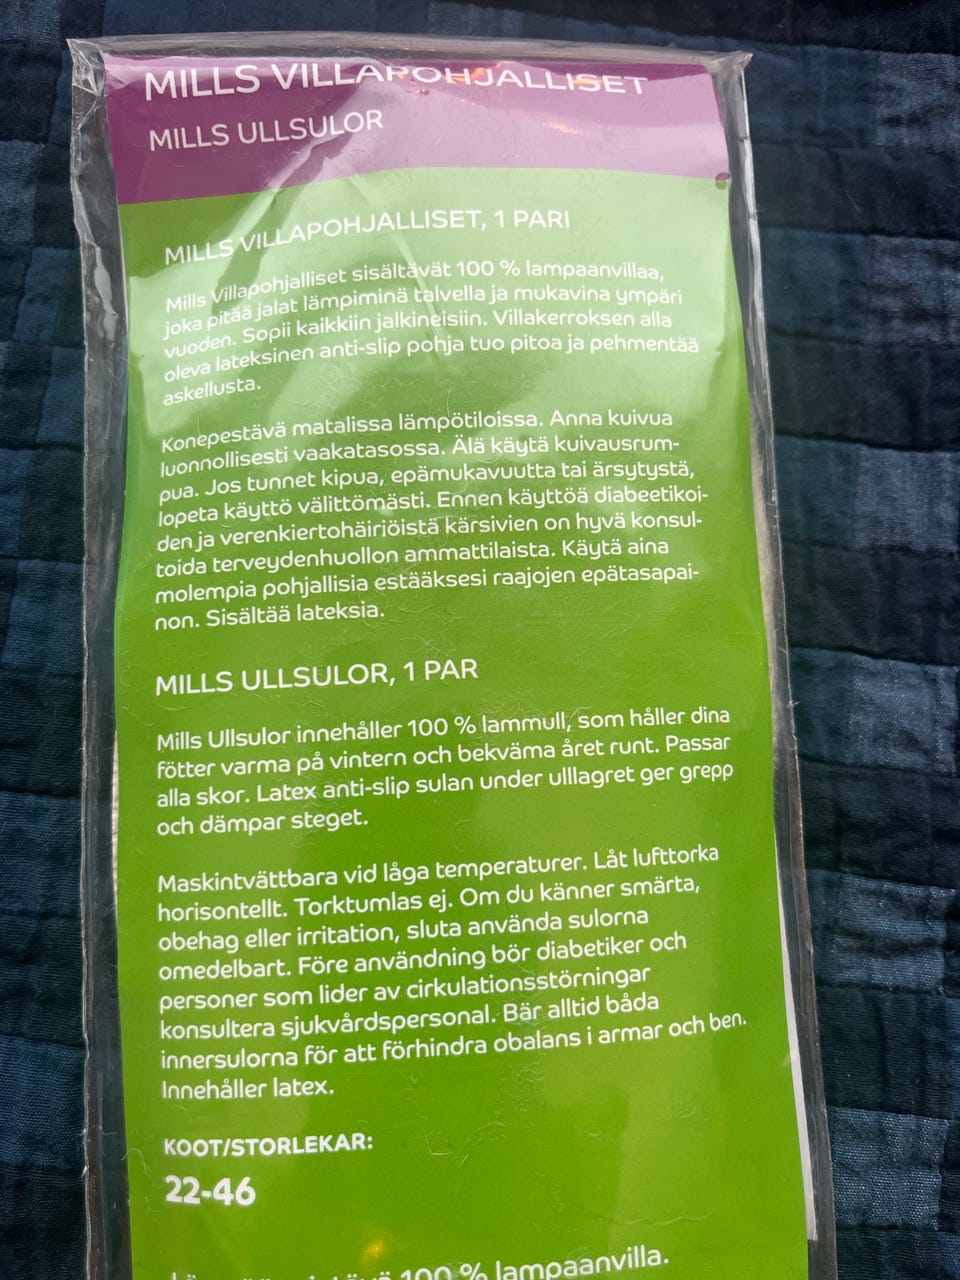 MILLS VILLAPOHJALLISET
MILLS ULLSULOR
MILLS VILLAPOHJALLISET, 1 PARI
Mills Villapohjalliset sisältävät 100 % lampaanvillaa,
joka pitää jalat lämpiminä talvella ja mukavina ympäri
vuoden. Sopii kaikkiin jalkineisiin. Villakerroksen alla
oleva lateksinen anti-slip pohja tuo pitoa ja pehmentää
askellusta.
Konepestävä matalissa lämpötiloissa. Anna kuivua
luonnollisesti vaakatasossa. Älä käytä kuivausrum-
pua. Jos tunnet kipua, epämukavuutta tai ärsytystä,
lopeta käyttö välittömästi. Ennen käyttöä diabeetikoi-
den ja verenkiertohäiriöistä kärsivien on hyvä konsul-
toida terveydenhuollon ammattilaista. Käytä aina
molempia pohjallisia estääksesi raajojen epätasapai-
non. Sisältää lateksia.
MILLS ULLSULOR, 1 PAR
Mills Ullsulor innehåller 100 % lammull, som håller dina
fötter varma på vintern och bekväma året runt. Passar
alla skor. Latex anti-slip sulan under ulllagret ger grepp
och dämpar steget.
Maskintvättbara vid låga temperaturer. Låt lufttorka
horisontellt. Torktumlas ej. Om du känner smärta,
obehag eller irritation, sluta använda sulorna
omedelbart. Före användning bör diabetiker och
personer som lider av cirkulationsstörningar
konsultera sjukvårdspersonal. Bär alltid båda
innersulorna för att förhindra obalans i armar och ben.
Innehåller latex.
KOOT/STORLEKAR:
22-46
100 % lampaanvilla.